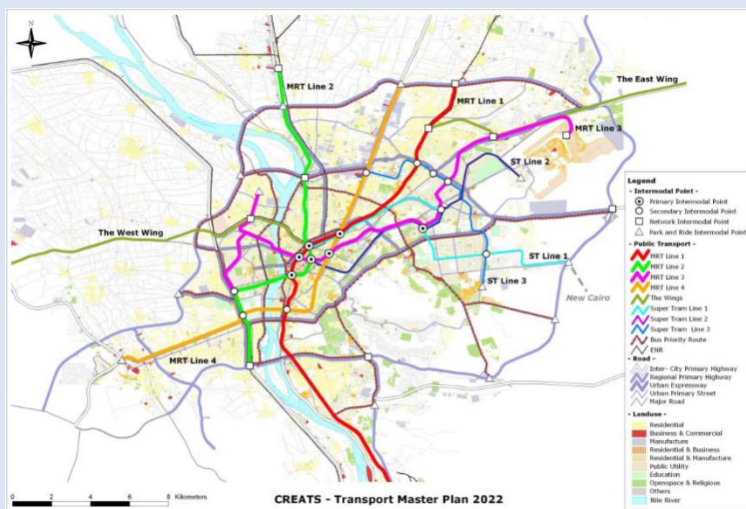 N
MRT Line 2
MRT Line 1
The East Wing
MRT Line 3
ST Line 2
The West Wing
ST Line 1
ST Line 3
New Cairo
MRT Line 4
Legend
- Intermodal Point -
Primary Intermodal Point
Secondary Intermodal Point
Network Intermodal Point
Park and Ride Intermodal Point
- Public Transport -
MRT Line 1
MRT Line 2
MRT Line 3
MRT Line 4
The Wings
Super Tram Line 1
Super Tram Line 2
Super Tram Line 3
Bus Priority Route
ENR
- Road -
Inter- City Primary Highway
Regional Primary Highway
Urban Expressway
Urban Primary Street
Major Road
- Landuse -
Residential
Business & Commercial
Manufacture
Residential & Business
Residential & Manufacture
Public Utility
Education
Openspace & Religious
Others
Nile River
0 2 4 6 8 Kilometers
CREATS - Transport Master Plan 2022